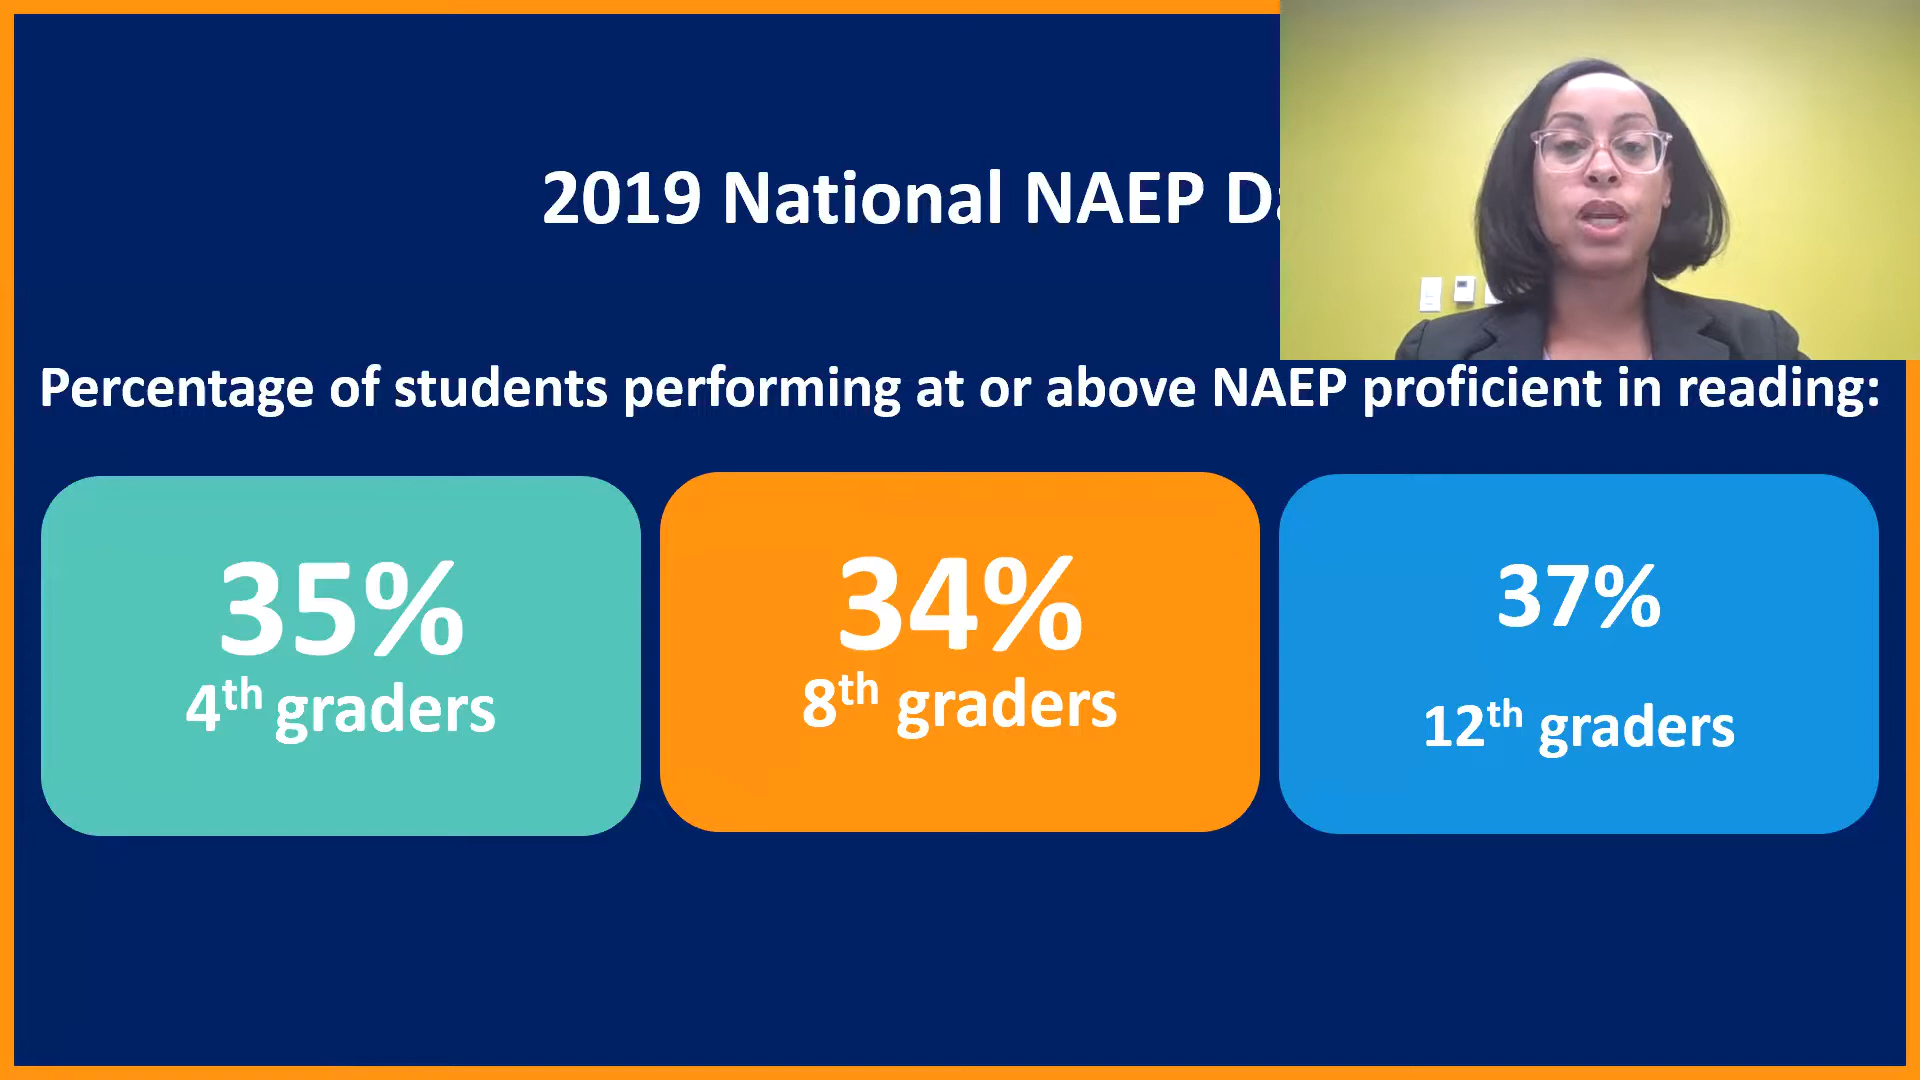 2019 National NAEP D
Percentage of students performing at or above NAEP proficient in reading:
35%
4th graders
34%
8th graders
37%
12th graders